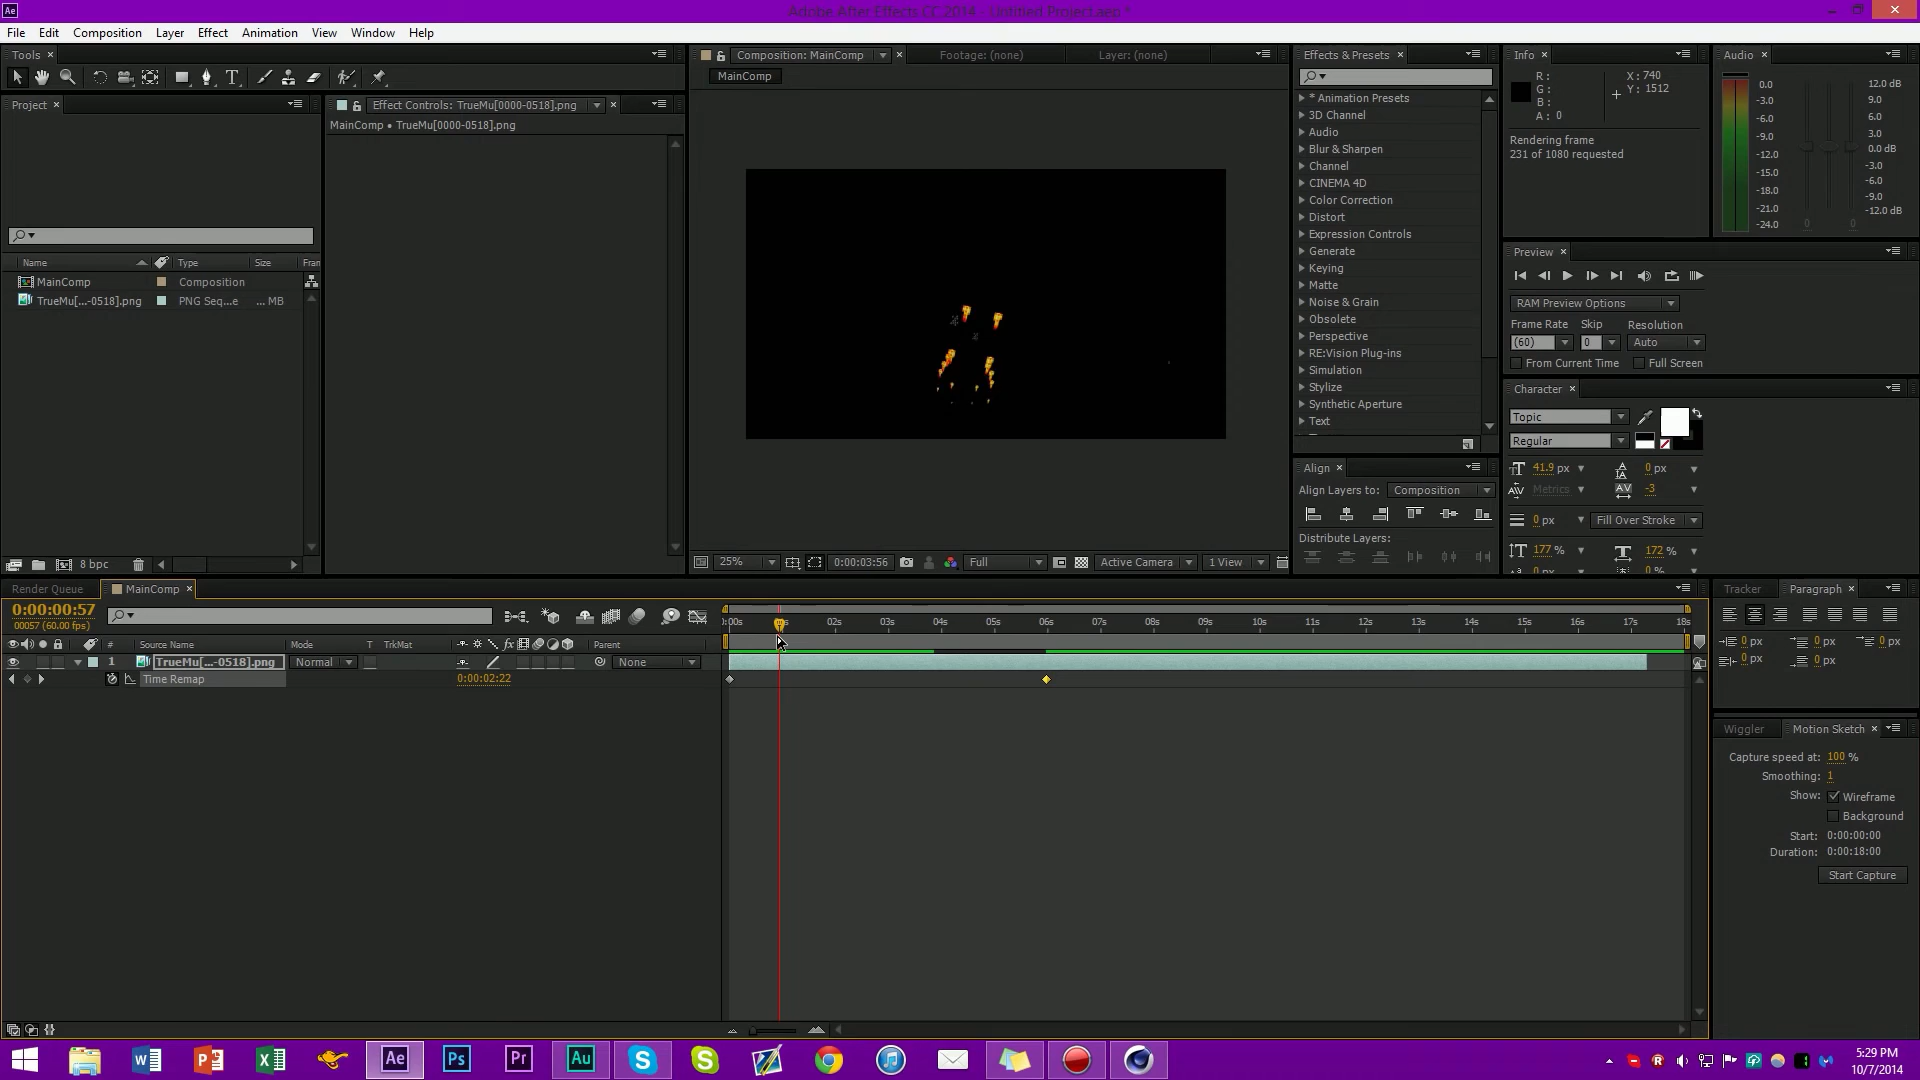 Ae
Adobe After Effects CC 2014 - Untitled Project.aep *
File Edit Composition Layer Effect Animation View Window Help
Tools
Project
Effect Controls: TrueMu[0000-0518].png
MainComp • TrueMu[0000-0518].png
Name Type Size Fran
MainComp Composition
TrueMu[...-0518].png PNG Seq...e ... MB
8 bpc
Composition: MainComp Footage: (none) Layer: (none)
MainComp
25% 0:00:03:56 Full Active Camera 1 View
Effects & Presets
* Animation Presets
3D Channel
Audio
Blur & Sharpen
Channel
CINEMA 4D
Color Correction
Distort
Expression Controls
Generate
Keying
Matte
Noise & Grain
Obsolete
Perspective
RE:Vision Plug-ins
Simulation
Stylize
Synthetic Aperture
Text
Align
Align Layers to: Composition
Distribute Layers:
Info
R :
G :
B :
A : 0
X : 740
Y : 1512
Rendering frame
231 of 1080 requested
Audio
0.0
-3.0
-6.0
-9.0
-12.0
-15.0
-18.0
-21.0
-24.0
0 0
12.0 dB
9.0
6.0
3.0
0.0 dB
-3.0
-6.0
-9.0
-12.0 dB
Preview
RAM Preview Options
Frame Rate Skip Resolution
(60) 0 Auto
From Current Time Full Screen
Character
Topic
Regular
41.9 px 0 px
Metrics -3
0 px Fill Over Stroke
177 % 172 %
Render Queue MainComp
0:00:00:57
00057 (60.00 fps)
# Source Name Mode T TrkMat Parent
1 TrueMu[...-0518].png Normal None
Time Remap 0:00:02:22
02s 03s 04s 05s 06s 07s 08s 09s 10s 11s 12s 13s 14s 15s 16s 17s 18s
Tracker Paragraph
0 px 0 px 0 px
0 px 0 px
Wiggler Motion Sketch
Capture speed at: 100 %
Smoothing: 1
Show: Wireframe
Background
Start: 0:00:00:00
Duration: 0:00:18:00
Start Capture
Ae Ps Pr Au
5:29 PM
10/7/2014